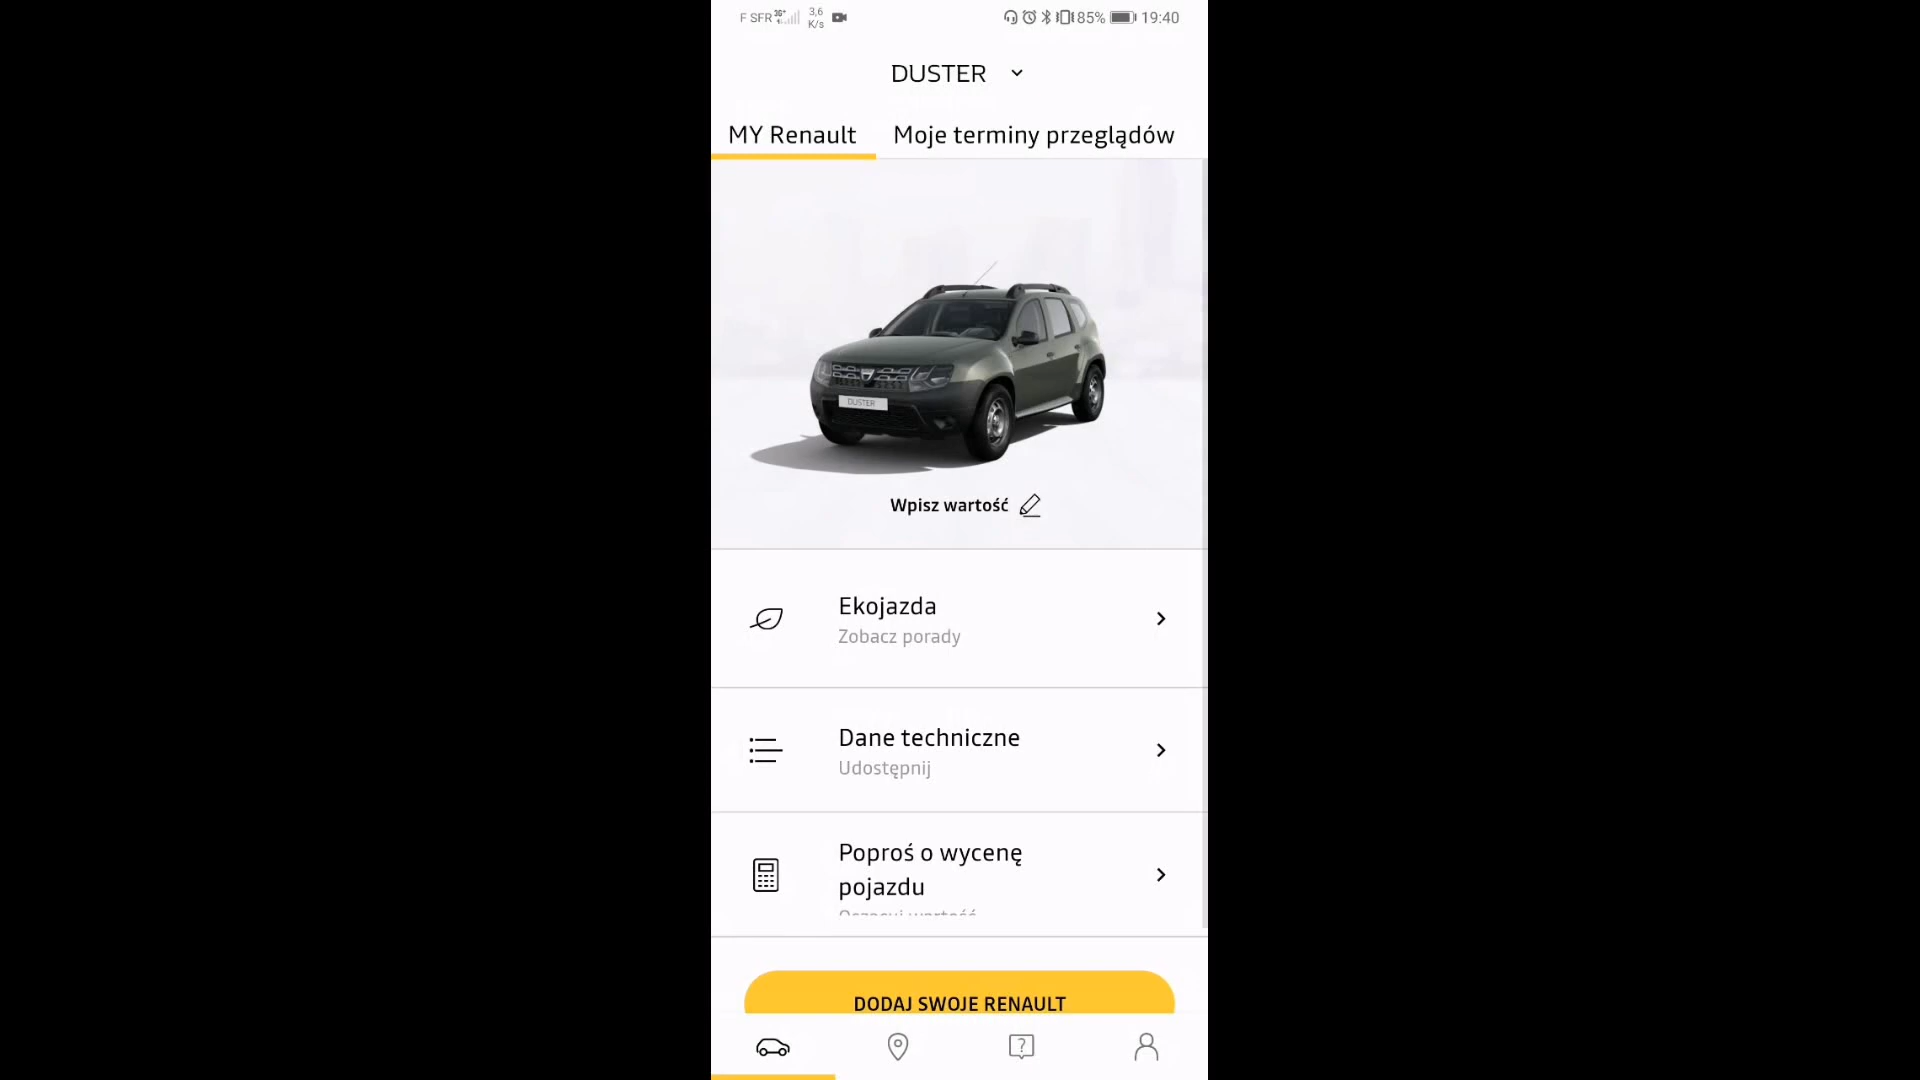 F SFR 3G+ 3,6 K/s 85% 19:40
DUSTER
MY Renault Moje terminy przeglądów
DUSTER
Wpisz wartość
Ekojazda
Zobacz porady
Dane techniczne
Udostępnij
Poproś o wycenę
pojazdu
DODAJ SWOJE RENAULT
?